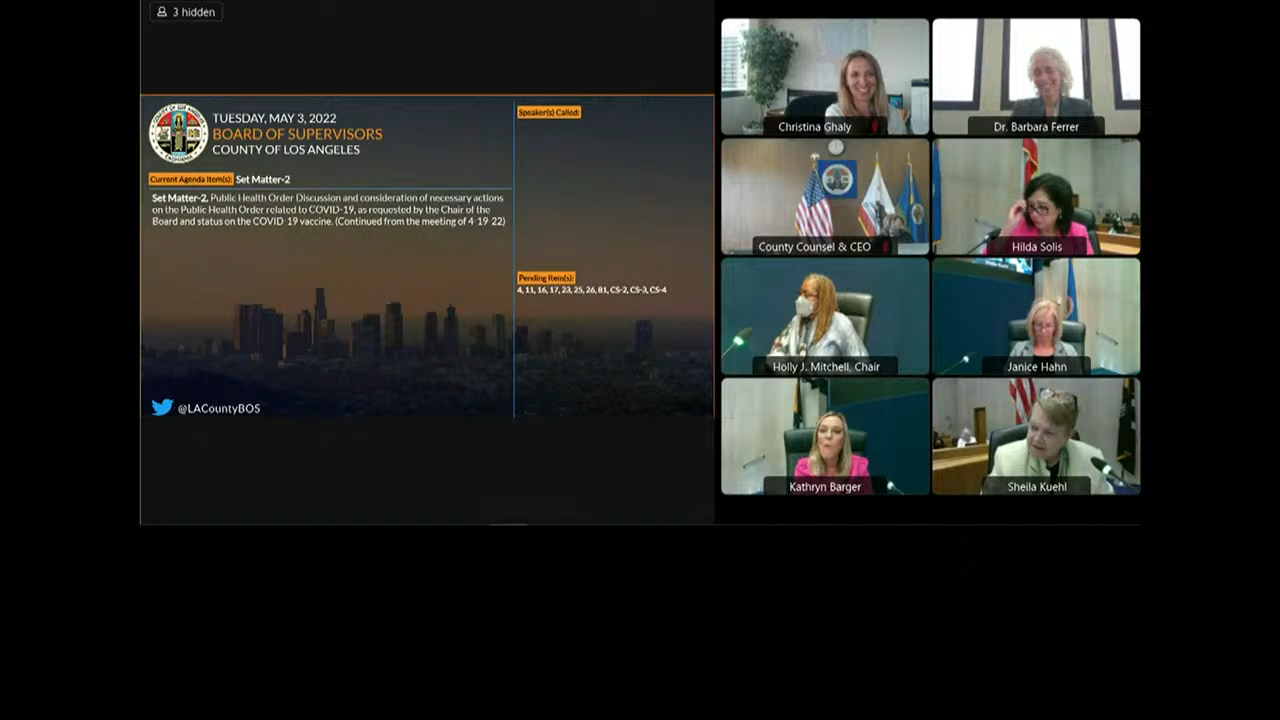 3 hidden
TUESDAY, MAY 3, 2022
BOARD OF SUPERVISORS
COUNTY OF LOS ANGELES
Current Agenda Item(s): Set Matter-2
Set Matter-2. Public Health Order Discussion and consideration of necessary actions
on the Public Health Order related to COVID-19, as requested by the Chair of the
Board and status on the COVID-19 vaccine. (Continued from the meeting of 4-19-22)
@LACountyBOS
Speaker(s) Called:
Pending Item(s):
4, 11, 16, 17, 23, 25, 26, 81, CS-2, CS-3, CS-4
Christina Ghaly
Dr. Barbara Ferrer
County Counsel & CEO
Hilda Solis
Holly J. Mitchell, Chair
Janice Hahn
Kathryn Barger
Sheila Kuehl